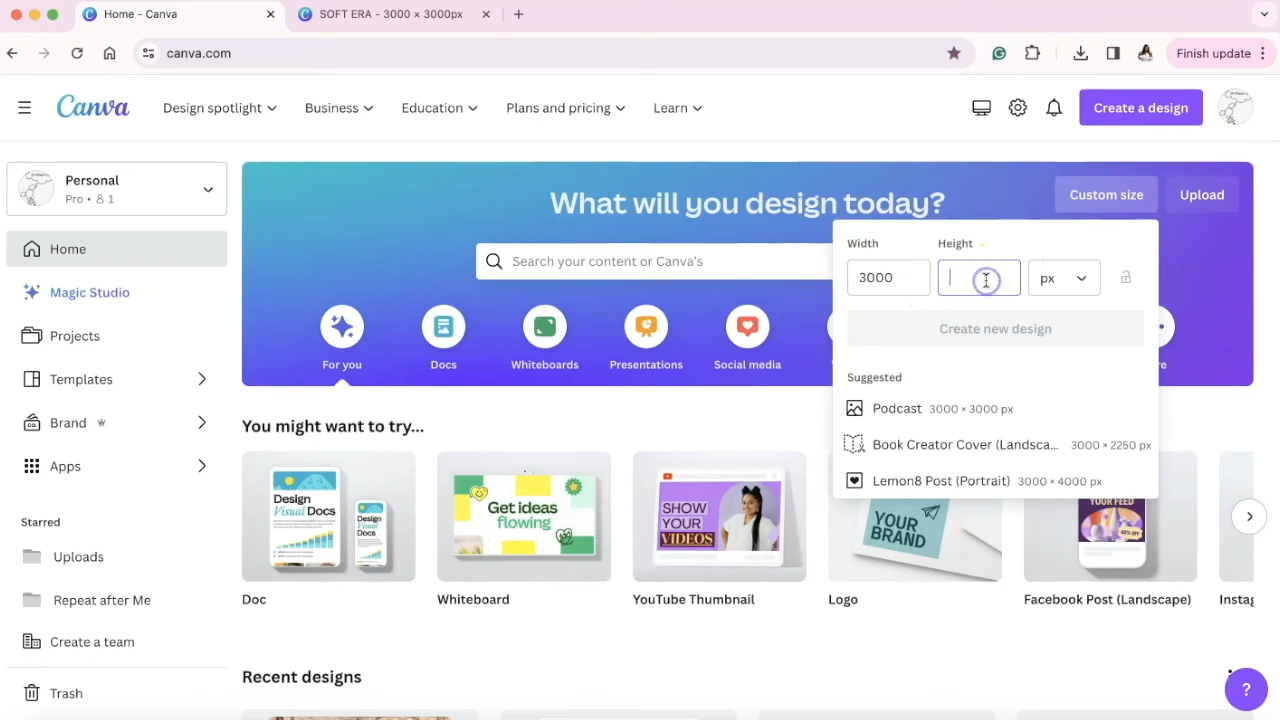 Home - Canva
SOFT ERA - 3000 × 3000px
canva.com
Finish update
Canva
Design spotlight
Business
Education
Plans and pricing
Learn
Create a design
Personal
Pro • 1
Home
Magic Studio
Projects
Templates
Brand
Apps
Starred
Uploads
Repeat after Me
Create a team
Trash
What will you design today?
Custom size
Upload
Search your content or Canva's
For you
Docs
Whiteboards
Presentations
Social media
re
Width
Height
3000
px
Create new design
Suggested
Podcast 3000 × 3000 px
Book Creator Cover (Landsca... 3000 × 2250 px
Lemon8 Post (Portrait) 3000 × 4000 px
You might want to try...
Design
Visual Docs
Design
Visual Docs
Get ideas
flowing
SHOW
YOUR
VIDEOS
YOUR
BRAND
YOUR FEED
Doc
Whiteboard
YouTube Thumbnail
Logo
Facebook Post (Landscape)
Instag
Recent designs
?